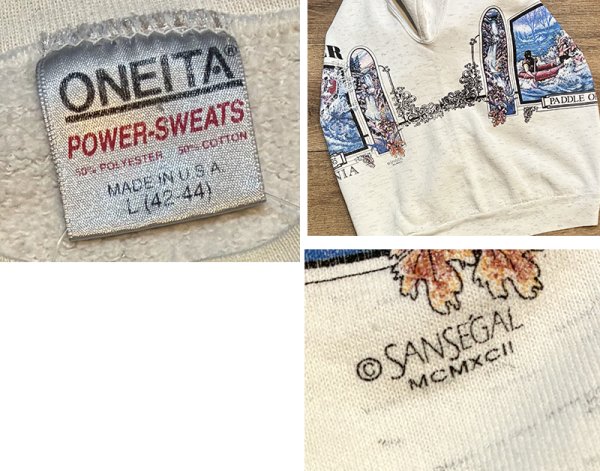 ONEITA®
POWER-SWEATS
50% POLYESTER 50% COTTON
MADE IN U.S.A.
L (42-44)
PADDLE
© SANSEGAL
MCMXCII